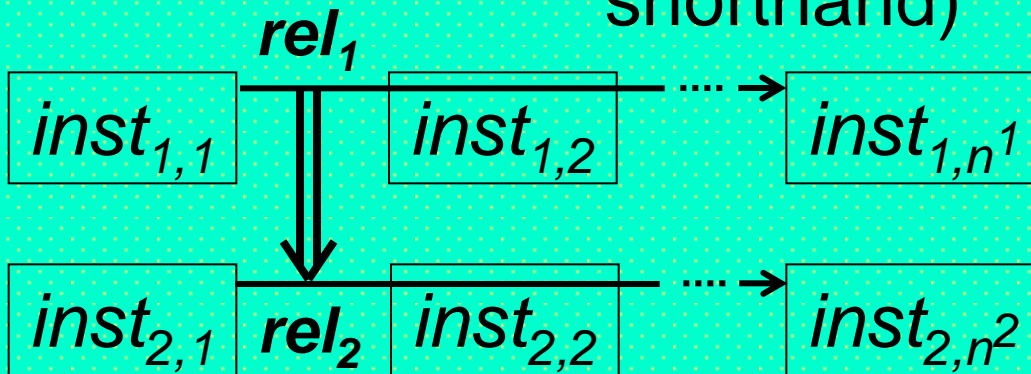 shorthand)
rel₁
inst₁,₁ inst₁,₂ .... inst₁,ₙ¹
inst₂,₁ rel₂ inst₂,₂ .... inst₂,ₙ²